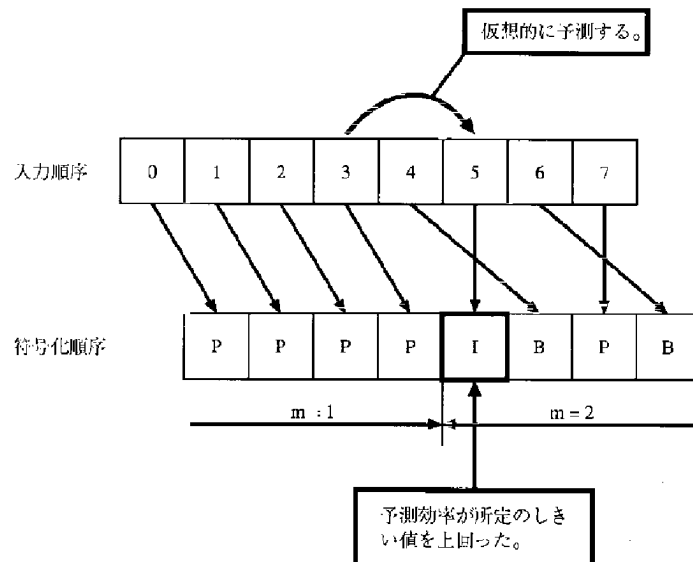 仮想的に予測する。
入力順序 0 1 2 3 4 5 6 7
符号化順序 P P P P I B P B
m = 1 m = 2
予測効率が所定のしき
い値を上回った。